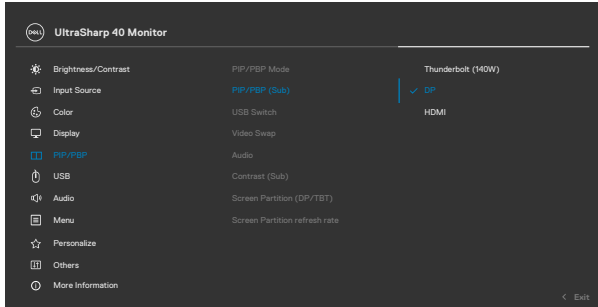 DELL UltraSharp 40 Monitor
Brightness/Contrast PIP/PBP Mode Thunderbolt (140W)
Input Source PIP/PBP (Sub) DP
Color USB Switch HDMI
Display Video Swap
PIP/PBP Audio
USB Contrast (Sub)
Audio Screen Partition (DP/TBT)
Menu Screen Partition refresh rate
Personalize
Others
More Information
Exit